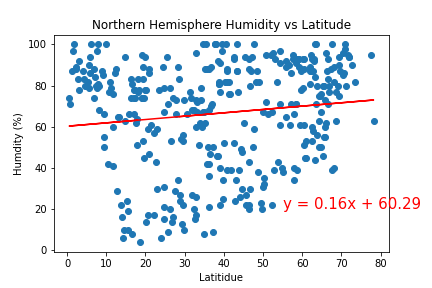 Northern Hemisphere Humidity vs Latitude
100
80
60
40
20
0
Humdity (%)
y = 0.16x + 60.29
0 10 20 30 40 50 60 70 80
Latitidue